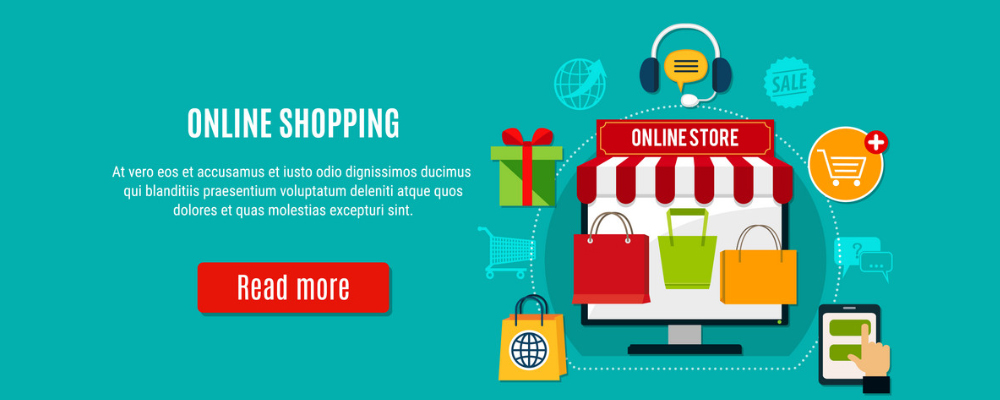 ONLINE SHOPPING
At vero eos et accusamus et iusto odio dignissimos ducimus
qui blanditiis praesentium voluptatum deleniti atque quos
dolores et quas molestias excepturi sint.
Read more
SALE
ONLINE STORE
?